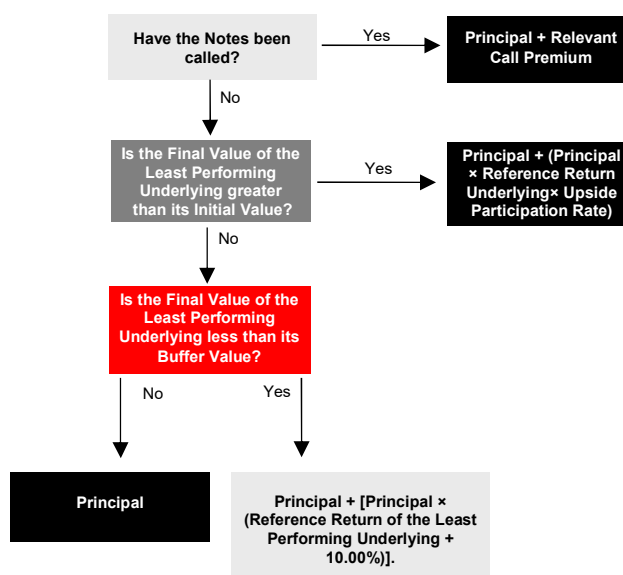 Have the Notes been
called?
Yes
Principal + Relevant
Call Premium
No
Is the Final Value of the
Least Performing
Underlying greater
than its Initial Value?
Yes
Principal + (Principal
× Reference Return
Underlying× Upside
Participation Rate)
No
Is the Final Value of the
Least Performing
Underlying less than its
Buffer Value?
No
Yes
Principal
Principal + [Principal ×
(Reference Return of the Least
Performing Underlying +
10.00%)].